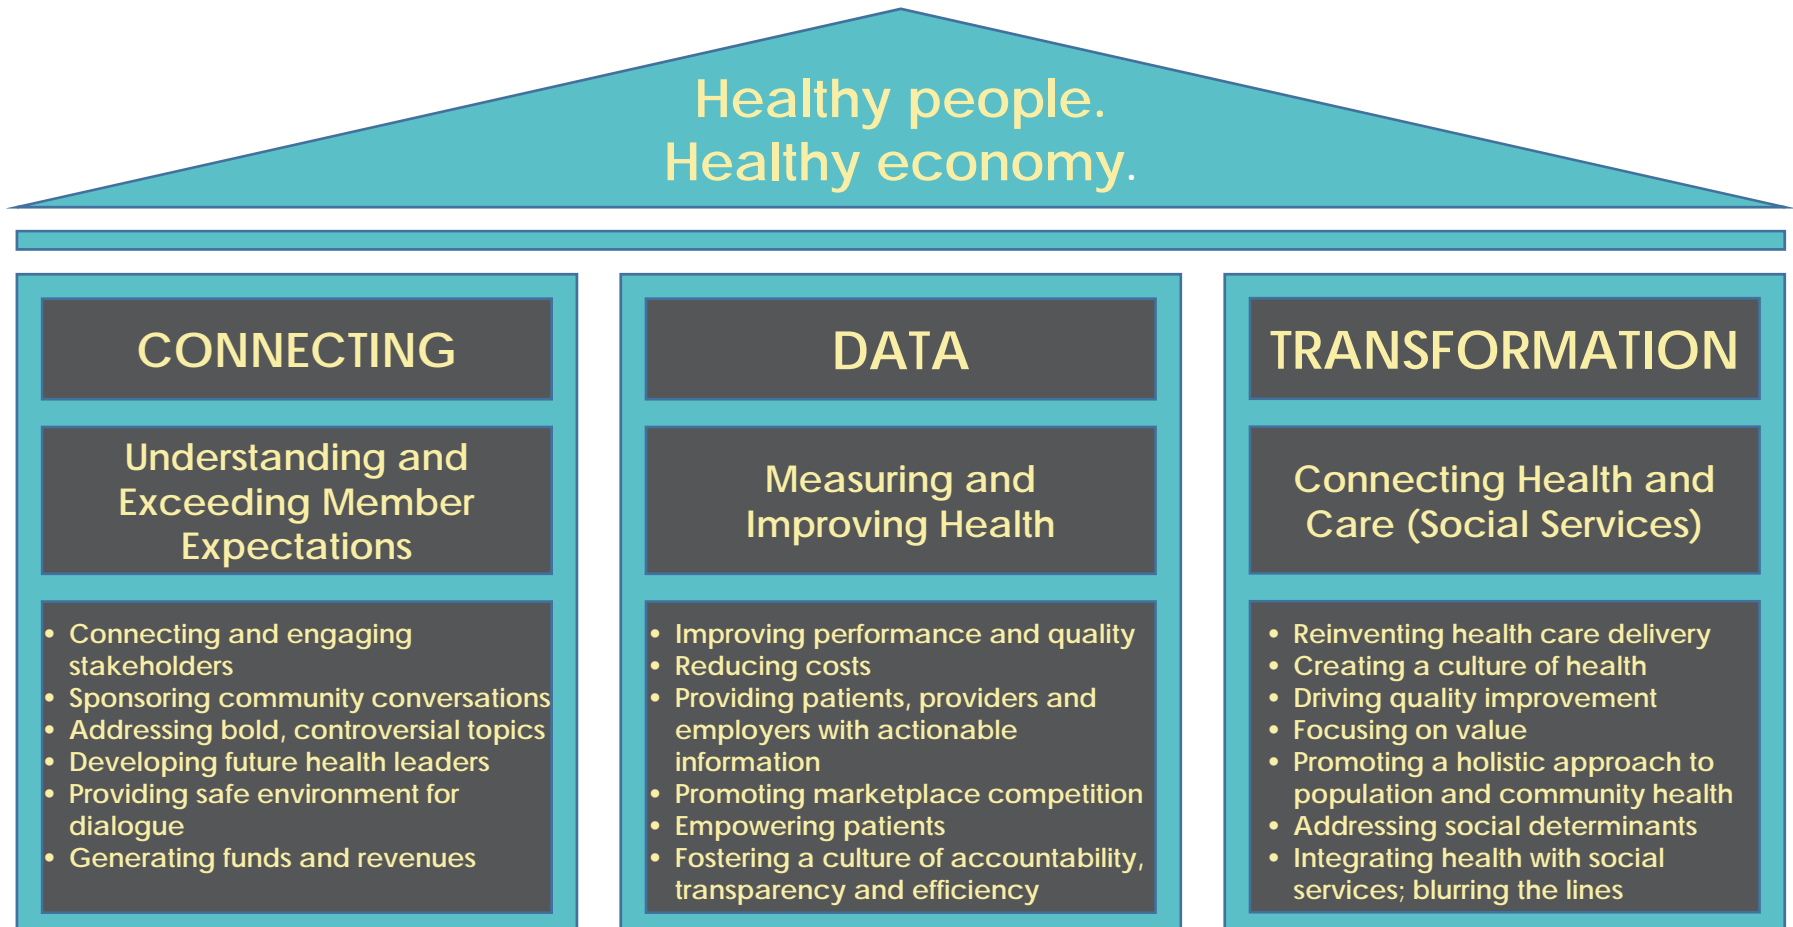 Healthy people.
Healthy economy.
CONNECTING
Understanding and
Exceeding Member
Expectations
• Connecting and engaging
stakeholders
• Sponsoring community conversations
• Addressing bold, controversial topics
• Developing future health leaders
• Providing safe environment for
dialogue
• Generating funds and revenues
DATA
Measuring and
Improving Health
• Improving performance and quality
• Reducing costs
• Providing patients, providers and
employers with actionable
information
• Promoting marketplace competition
• Empowering patients
• Fostering a culture of accountability,
transparency and efficiency
TRANSFORMATION
Connecting Health and
Care (Social Services)
• Reinventing health care delivery
• Creating a culture of health
• Driving quality improvement
• Focusing on value
• Promoting a holistic approach to
population and community health
• Addressing social determinants
• Integrating health with social
services; blurring the lines